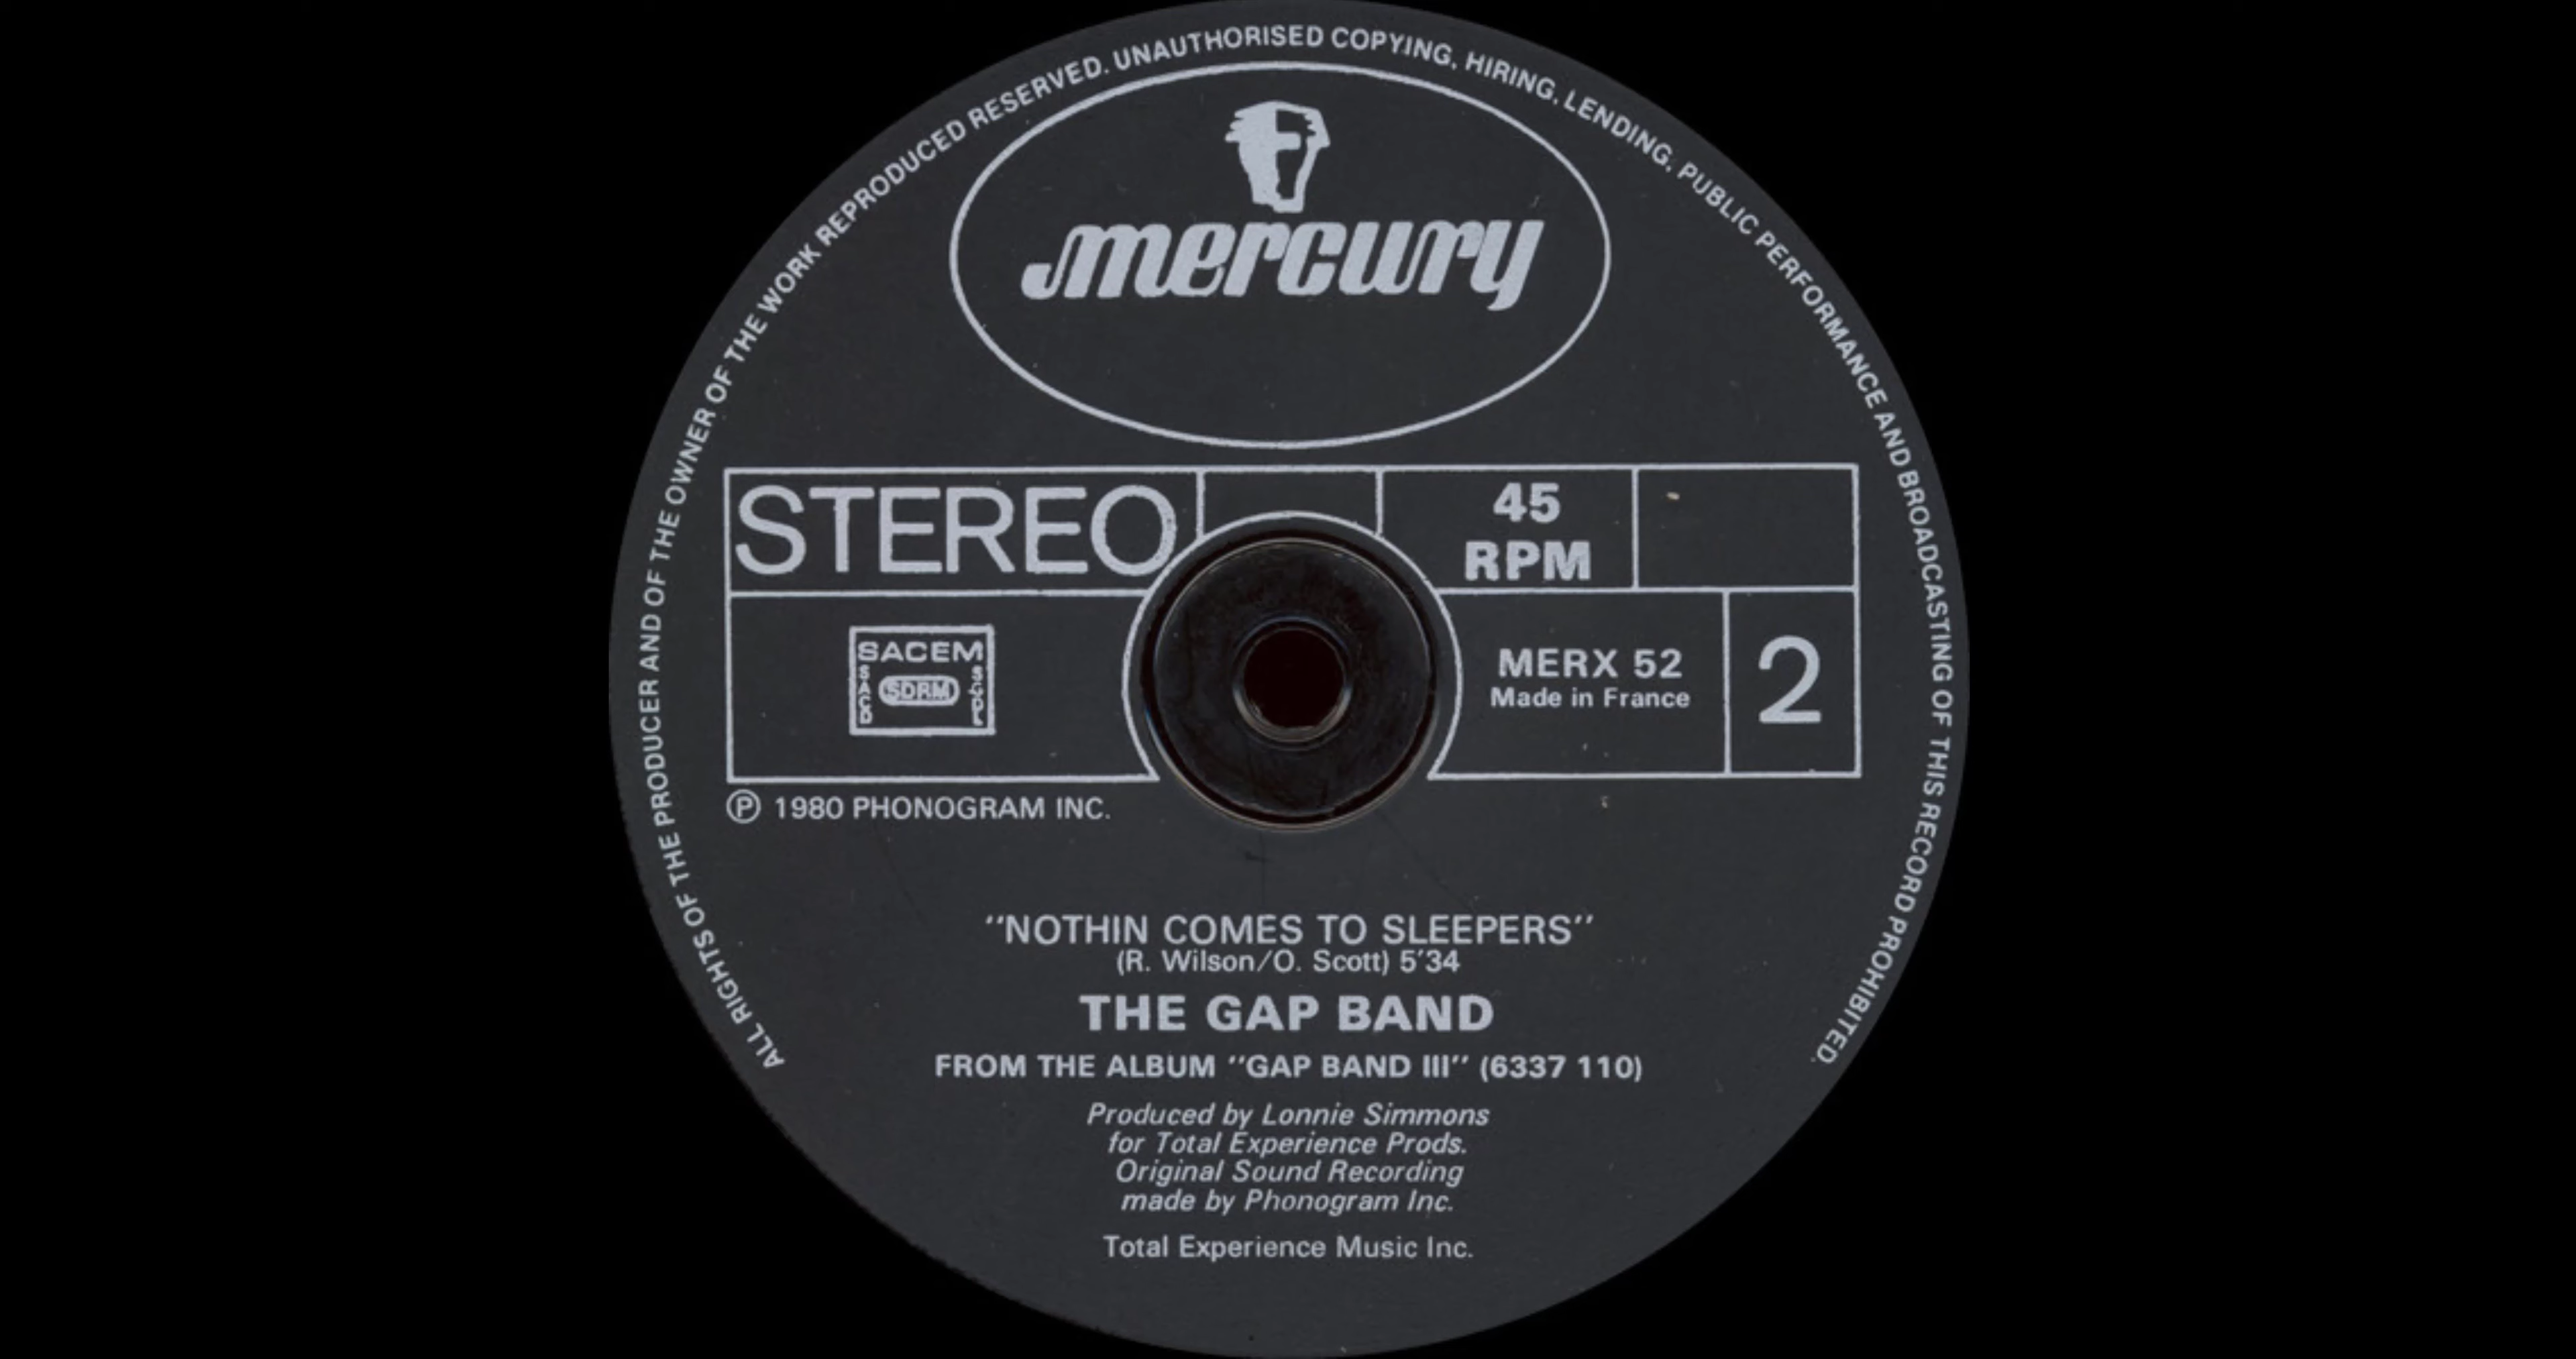 ALL RIGHTS OF THE PRODUCER AND OF THE OWNER OF THE WORK REPRODUCED RESERVED. UNAUTHORISED COPYING, HIRING, LENDING, PUBLIC PERFORMANCE AND BROADCASTING OF THIS RECORD PROHIBITED.
mercury
STEREO
45
RPM
SACEM
SACD
SDRM
SGDL
MERX 52
Made in France
2
Ⓟ 1980 PHONOGRAM INC.
"NOTHIN COMES TO SLEEPERS"
(R. Wilson/O. Scott) 5'34
THE GAP BAND
FROM THE ALBUM "GAP BAND III" (6337 110)
Produced by Lonnie Simmons
for Total Experience Prods.
Original Sound Recording
made by Phonogram Inc.
Total Experience Music Inc.